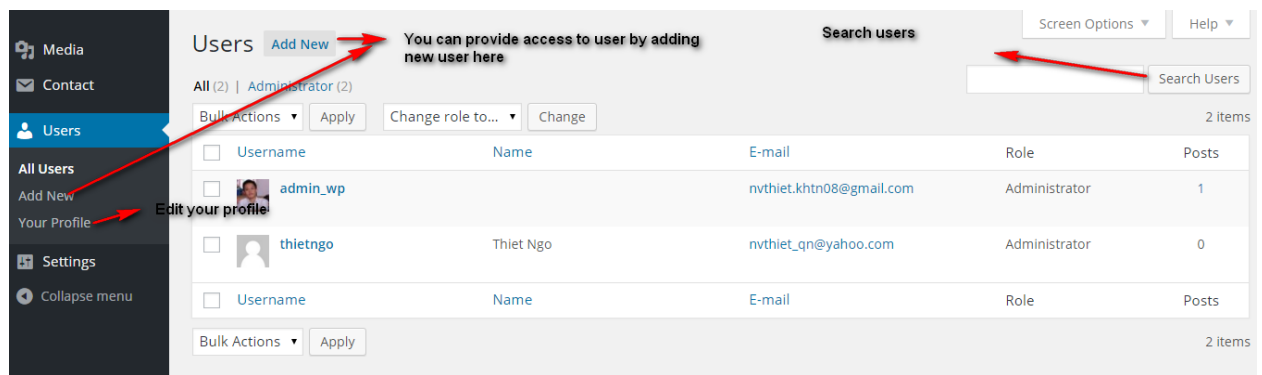 Media
Contact
Users
All Users
Add New
Your Profile
Settings
Collapse menu
Users Add New
You can provide access to user by adding
new user here
Search users
Screen Options ▼ Help ▼
All (2) | Administrator (2)
Search Users
Bulk Actions ▼ Apply Change role to... ▼ Change 2 items
Username Name E-mail Role Posts
admin_wp nvthiet.khtn08@gmail.com Administrator 1
Edit your profile
thietngo Thiet Ngo nvthiet_qn@yahoo.com Administrator 0
Username Name E-mail Role Posts
Bulk Actions ▼ Apply 2 items